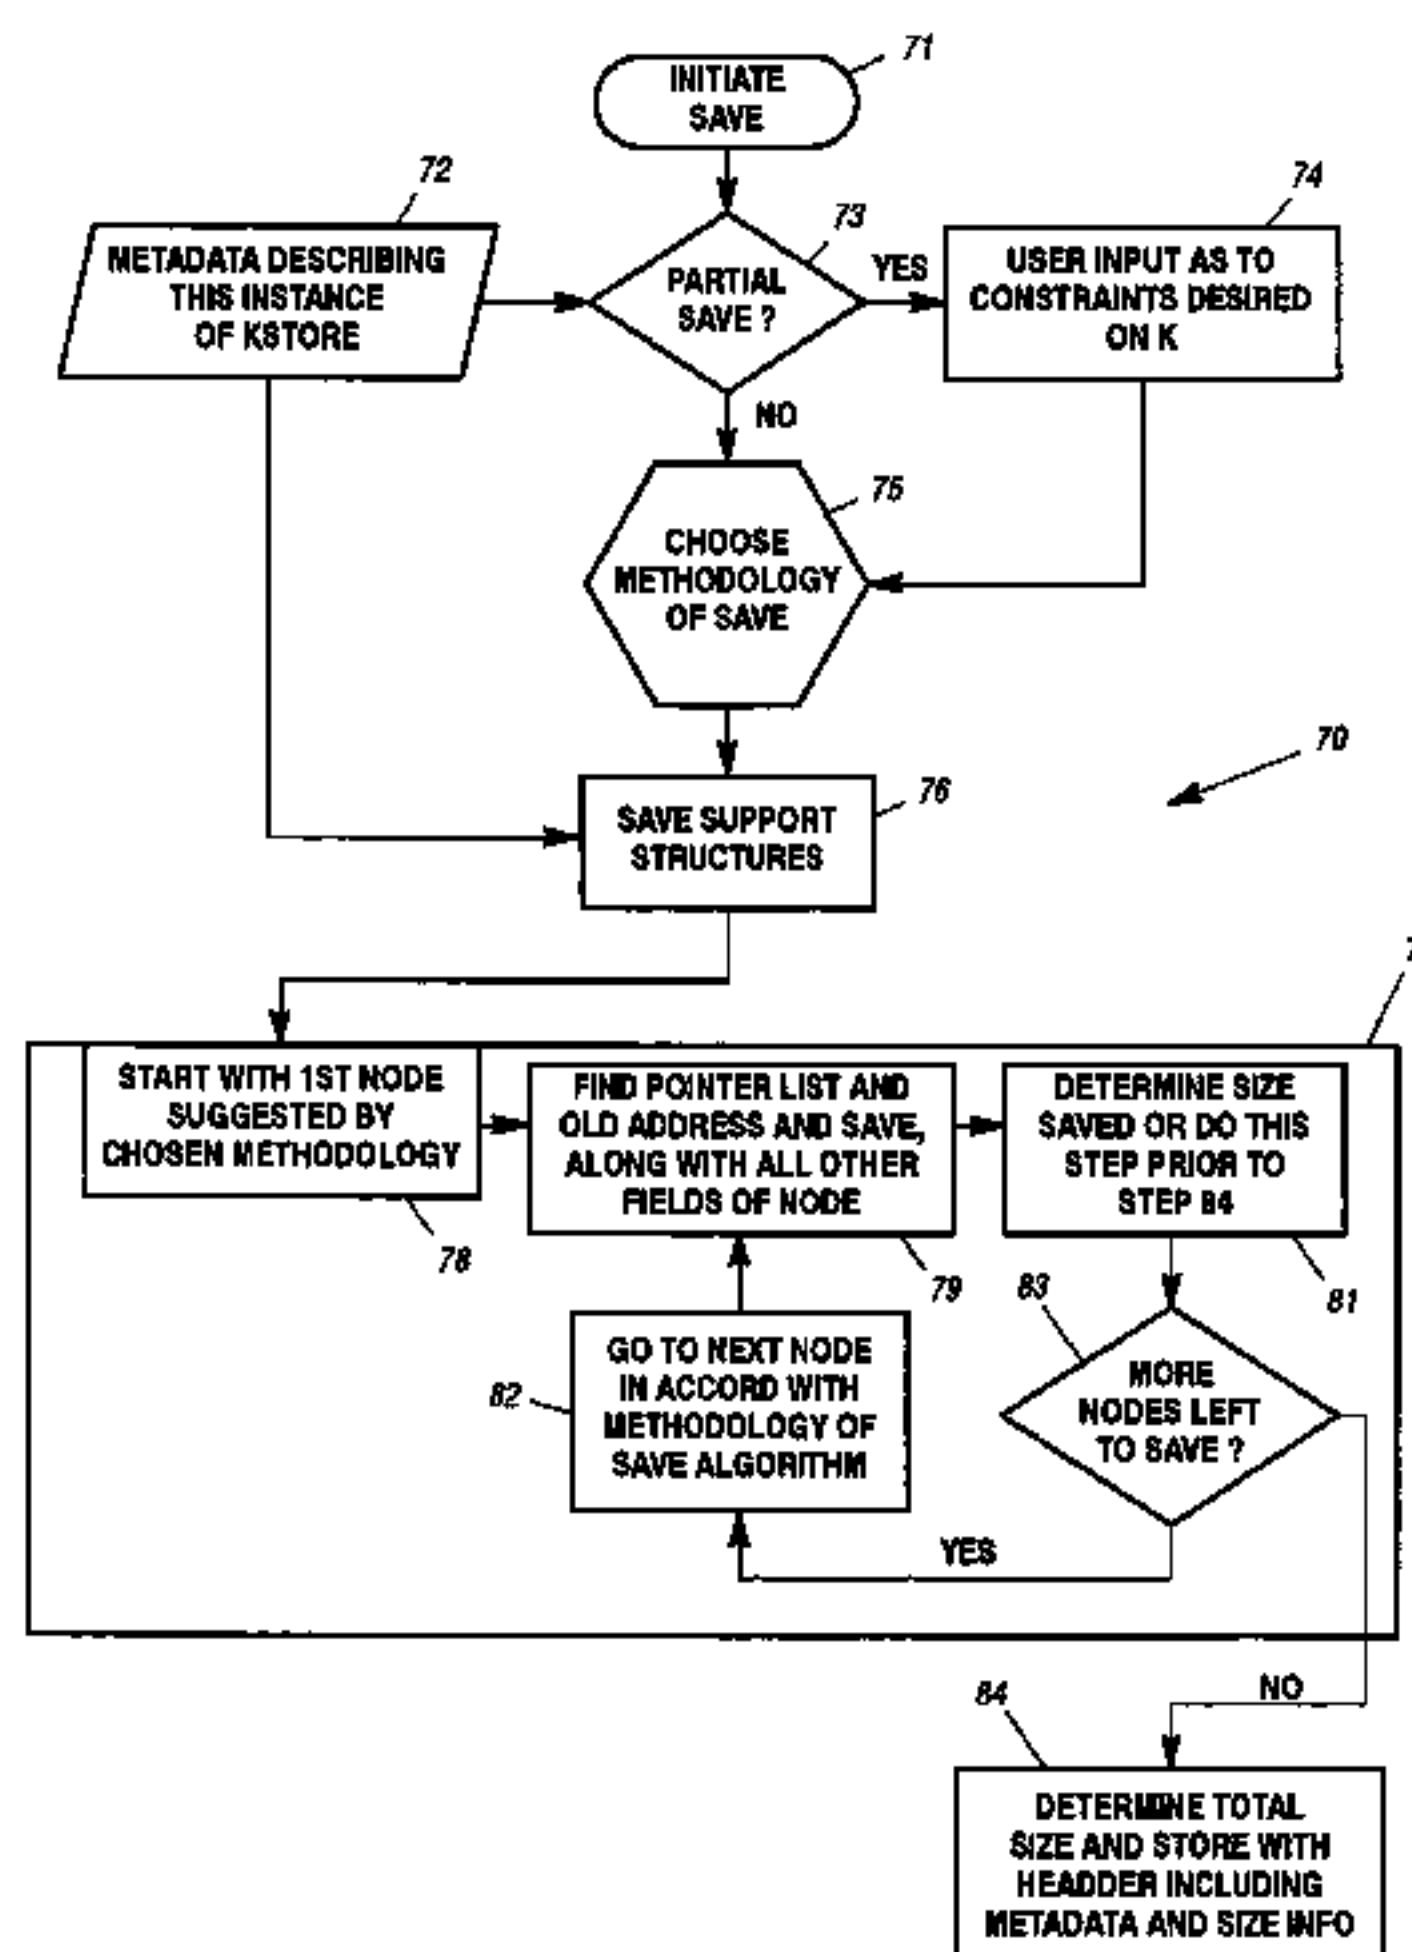 71
INITIATE
SAVE
72
73
74
METADATA DESCRIBING
THIS INSTANCE
OF KSTORE
PARTIAL
SAVE ?
YES
USER INPUT AS TO
CONSTRAINTS DESIRED
ON K
NO
75
CHOOSE
METHODOLOGY
OF SAVE
70
76
SAVE SUPPORT
STRUCTURES
START WITH 1ST NODE
SUGGESTED BY
CHOSEN METHODOLOGY
78
FIND POINTER LIST AND
OLD ADDRESS AND SAVE,
ALONG WITH ALL OTHER
FIELDS OF NODE
79
DETERMINE SIZE
SAVED OR DO THIS
STEP PRIOR TO
STEP 84
81
83
82
GO TO NEXT NODE
IN ACCORD WITH
METHODOLOGY OF
SAVE ALGORITHM
MORE
NODES LEFT
TO SAVE ?
YES
NO
84
DETERMINE TOTAL
SIZE AND STORE WITH
HEADDER INCLUDING
METADATA AND SIZE INFO